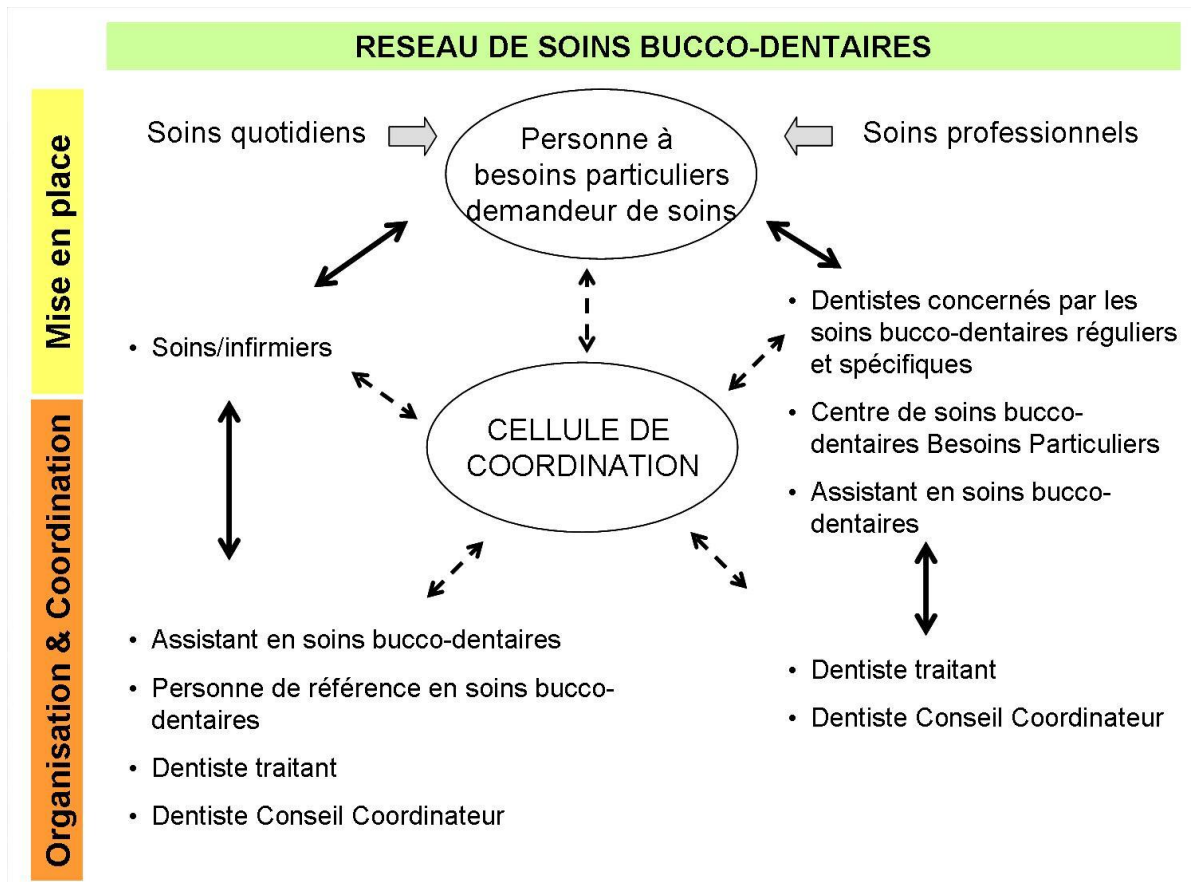 RESEAU DE SOINS BUCCO-DENTAIRES
Mise en place
Organisation & Coordination
Soins quotidiens
Personne à
besoins particuliers
demandeur de soins
Soins professionnels
• Soins/infirmiers
• Dentistes concernés par les
soins bucco-dentaires réguliers
et spécifiques
• Centre de soins bucco-
dentaires Besoins Particuliers
• Assistant en soins bucco-
dentaires
CELLULE DE
COORDINATION
• Assistant en soins bucco-dentaires
• Personne de référence en soins bucco-
dentaires
• Dentiste traitant
• Dentiste Conseil Coordinateur
• Dentiste traitant
• Dentiste Conseil Coordinateur